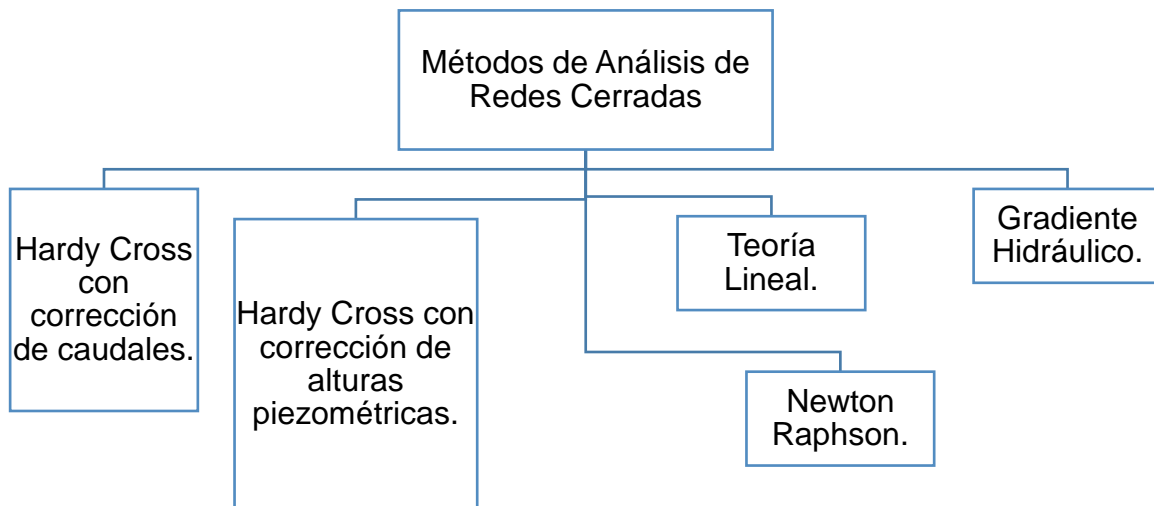 Métodos de Análisis de
Redes Cerradas
Hardy Cross
con
corrección
de caudales.
Hardy Cross con
corrección de
alturas
piezométricas.
Teoría
Lineal.
Newton
Raphson.
Gradiente
Hidráulico.